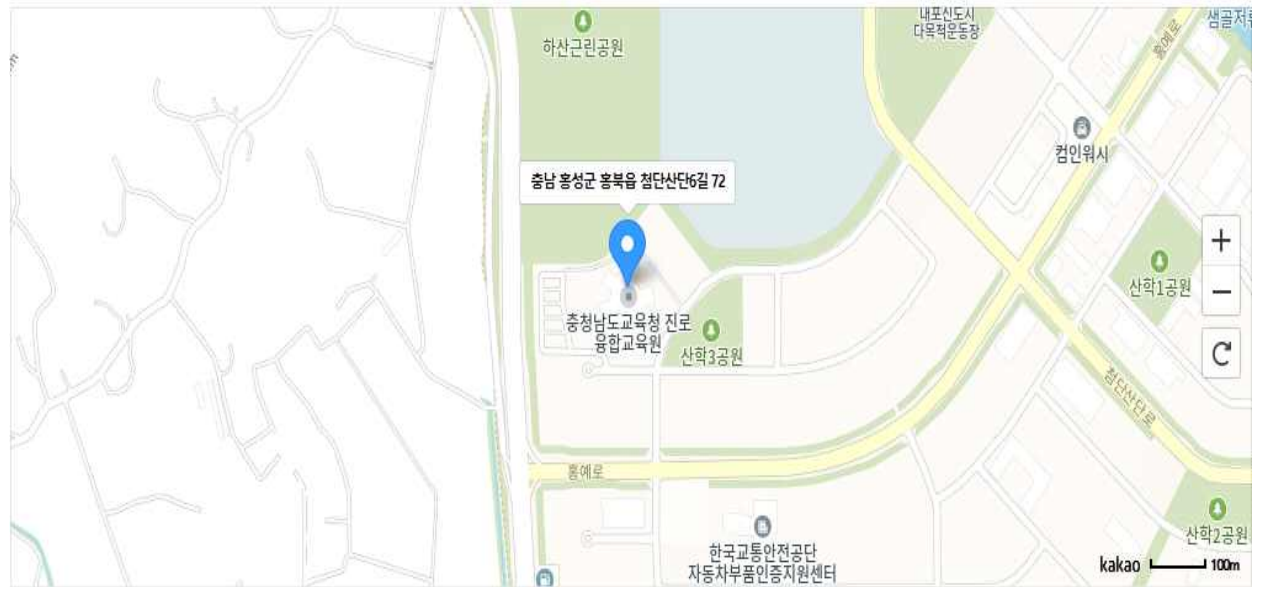 하산근린공원
내포신도시
다목적운동장
샘골저류
홍예로
컴인워시
충남 홍성군 홍북읍 첨단산단6길 72
산학1공원
충청남도교육청 진로
융합교육원
산학3공원
첨단산단로
홍예로
산학2공원
한국교통안전공단
자동차부품인증지원센터
kakao 100m